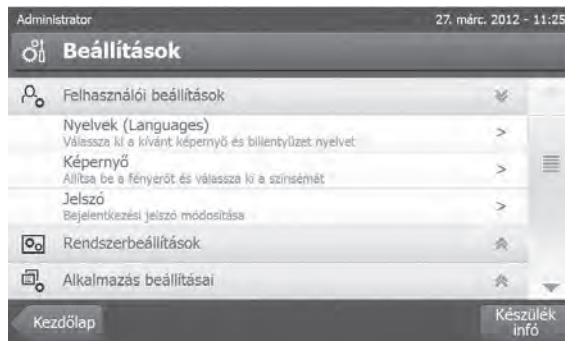 Administrator
27. márc. 2012 - 11:25
Beállítások
Felhasználói beállítások
Nyelvek (Languages) >
Válassza ki a kívánt képernyő és billentyűzet nyelvet
Képernyő >
Állítsa be a fényerőt és válassza ki a színsémát
Jelszó >
Bejelentkezési jelszó módosítása
Rendszerbeállítások
Alkalmazás beállításai
Kezdőlap
Készülék
infó